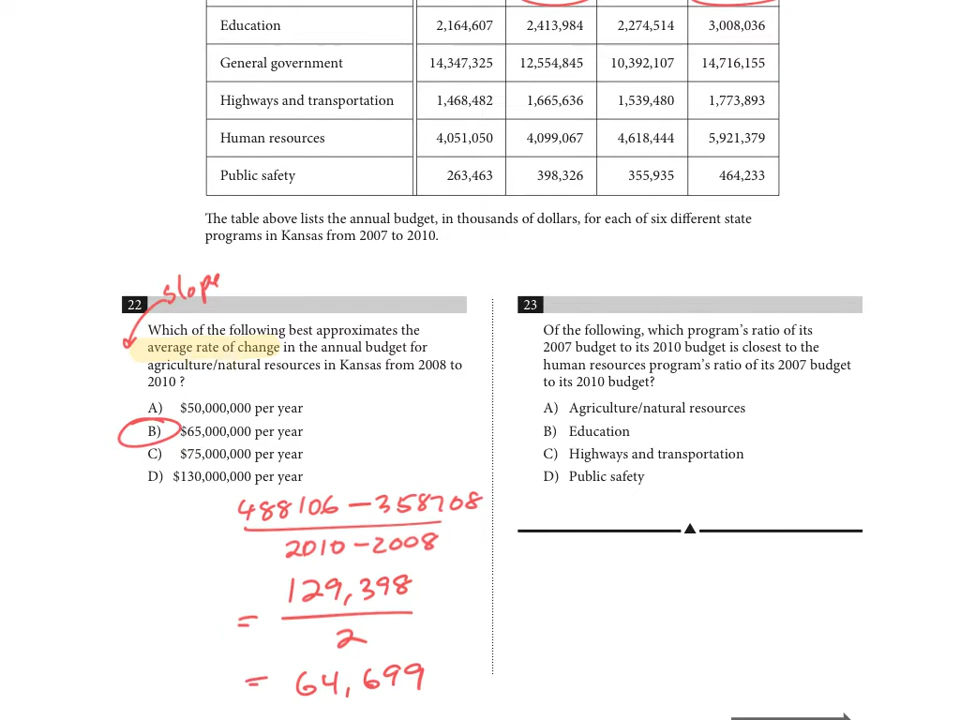 Education 2,164,607 2,413,984 2,274,514 3,008,036
General government 14,347,325 12,554,845 10,392,107 14,716,155
Highways and transportation 1,468,482 1,665,636 1,539,480 1,773,893
Human resources 4,051,050 4,099,067 4,618,444 5,921,379
Public safety 263,463 398,326 355,935 464,233
The table above lists the annual budget, in thousands of dollars, for each of six different state
programs in Kansas from 2007 to 2010.
slope
22
Which of the following best approximates the
average rate of change in the annual budget for
agriculture/natural resources in Kansas from 2008 to
2010 ?
A) $50,000,000 per year
B) $65,000,000 per year
C) $75,000,000 per year
D) $130,000,000 per year
488106 - 358708
2010 - 2008
129,398
=
2
= 64,699
23
Of the following, which program's ratio of its
2007 budget to its 2010 budget is closest to the
human resources program's ratio of its 2007 budget
to its 2010 budget?
A) Agriculture/natural resources
B) Education
C) Highways and transportation
D) Public safety